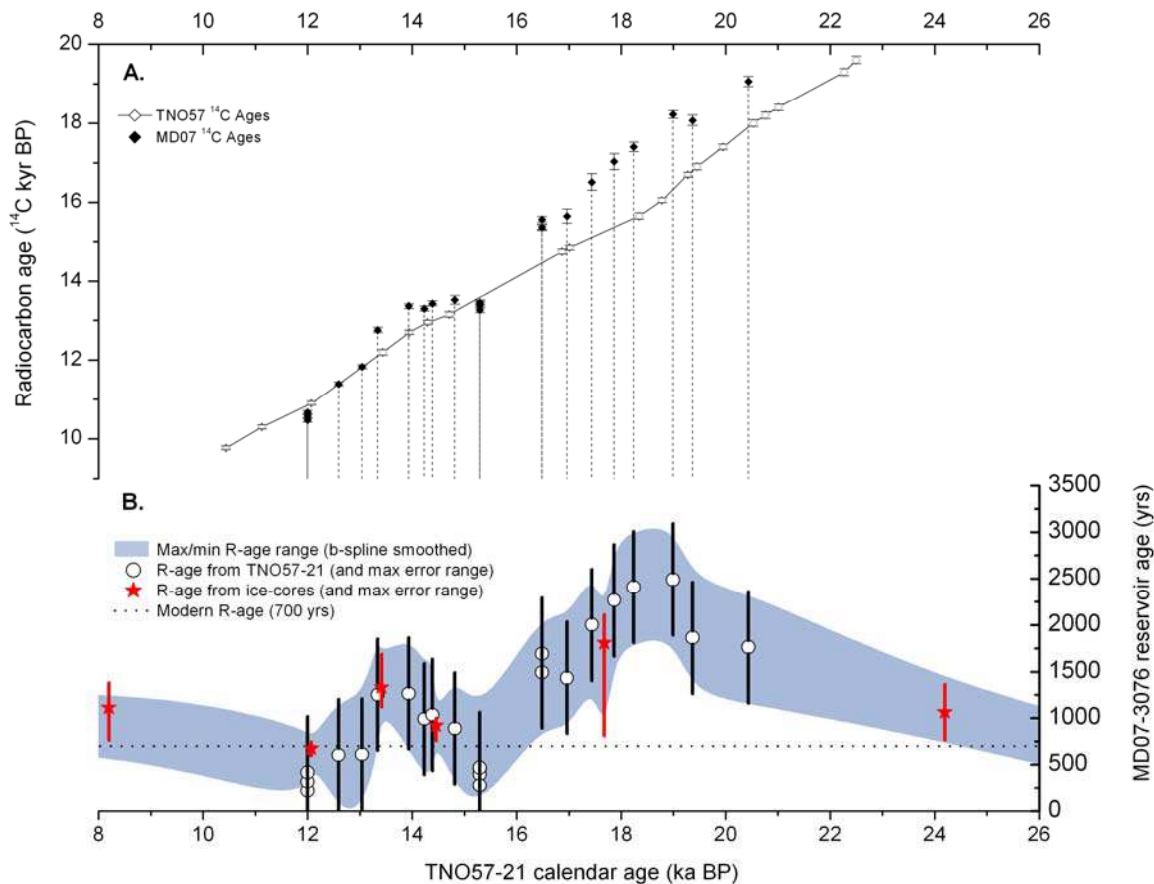 8 10 12 14 16 18 20 22 24 26
20
18
16
14
12
10
Radiocarbon age (¹⁴C kyr BP)
A.
TNO57 ¹⁴C Ages
MD07 ¹⁴C Ages
B.
Max/min R-age range (b-spline smoothed)
R-age from TNO57-21 (and max error range)
R-age from ice-cores (and max error range)
Modern R-age (700 yrs)
3500
3000
2500
2000
1500
1000
500
0
MD07-3076 reservoir age (yrs)
8 10 12 14 16 18 20 22 24 26
TNO57-21 calendar age (ka BP)